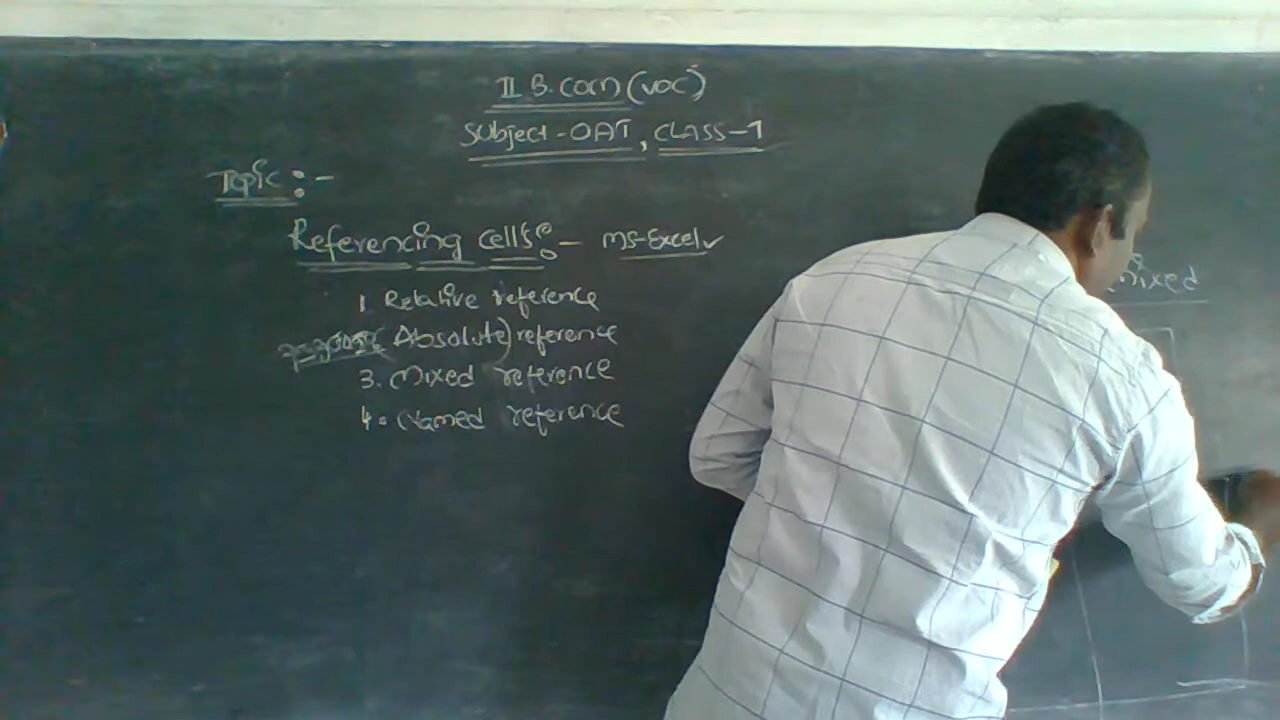 II B.com (voc)
Subject-OAT, CLASS-1
Topic :-
Referencing cells:- MS-Excel
1. Relative reference
Absolute) reference
3. Mixed reference
4. Named reference
mixed